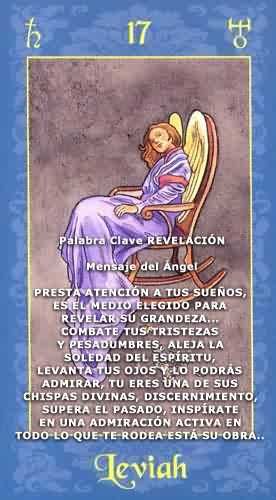 17
Palabra Clave REVELACIÓN
Mensaje del Ángel
PRESTA ATENCIÓN A TUS SUEÑOS,
ES EL MEDIO ELEGIDO PARA
REVELAR SU GRANDEZA...
COMBATE TUS TRISTEZAS
Y PESADUMBRES, ALEJA LA
SOLEDAD DEL ESPÍRITU,
LEVANTA TUS OJOS Y LO PODRÁS
ADMIRAR, TU ERES UNA DE SUS
CHISPAS DIVINAS, DISCERNIMIENTO,
SUPERA EL PASADO, INSPÍRATE
EN UNA ADMIRACIÓN ACTIVA EN
TODO LO QUE TE RODEA ESTÁ SU OBRA..
Leviah